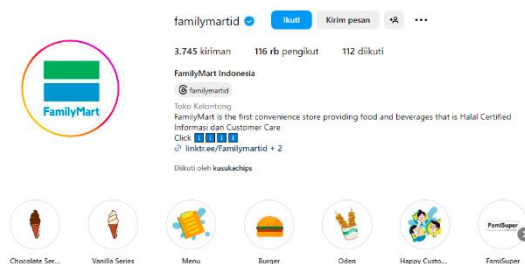 familymartid
Ikuti
Kirim pesan
3.745 kiriman 116 rb pengikut 112 diikuti
FamilyMart Indonesia
familymartid
Toko Kelontong
FamilyMart is the first convenience store providing food and beverages that is Halal Certified
Informasi dan Customer Care
Click ⬇️⬇️⬇️⬇️
linktr.ee/Familymartid + 2
Diikuti oleh kusukachips
FamilyMart
FamiSuper
Chocolate Ser...
Vanilla Series
Menu
Burger
Oden
Happy Custo...
FamiSuper